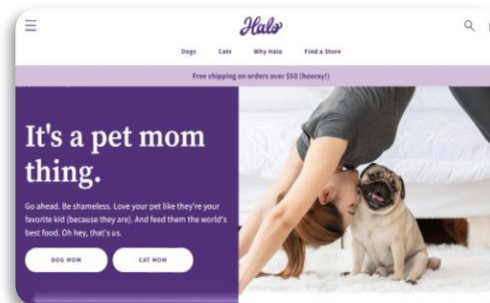 Halo
Dogs Cats Why Halo Find a Store
Free shipping on orders over $50 (hooray!)
It's a pet mom
thing.
Go ahead. Be shameless. Love your pet like they're your
favorite kid (because they are). And feed them the world's
best food. Oh hey, that's us.
DOG MOM CAT MOM